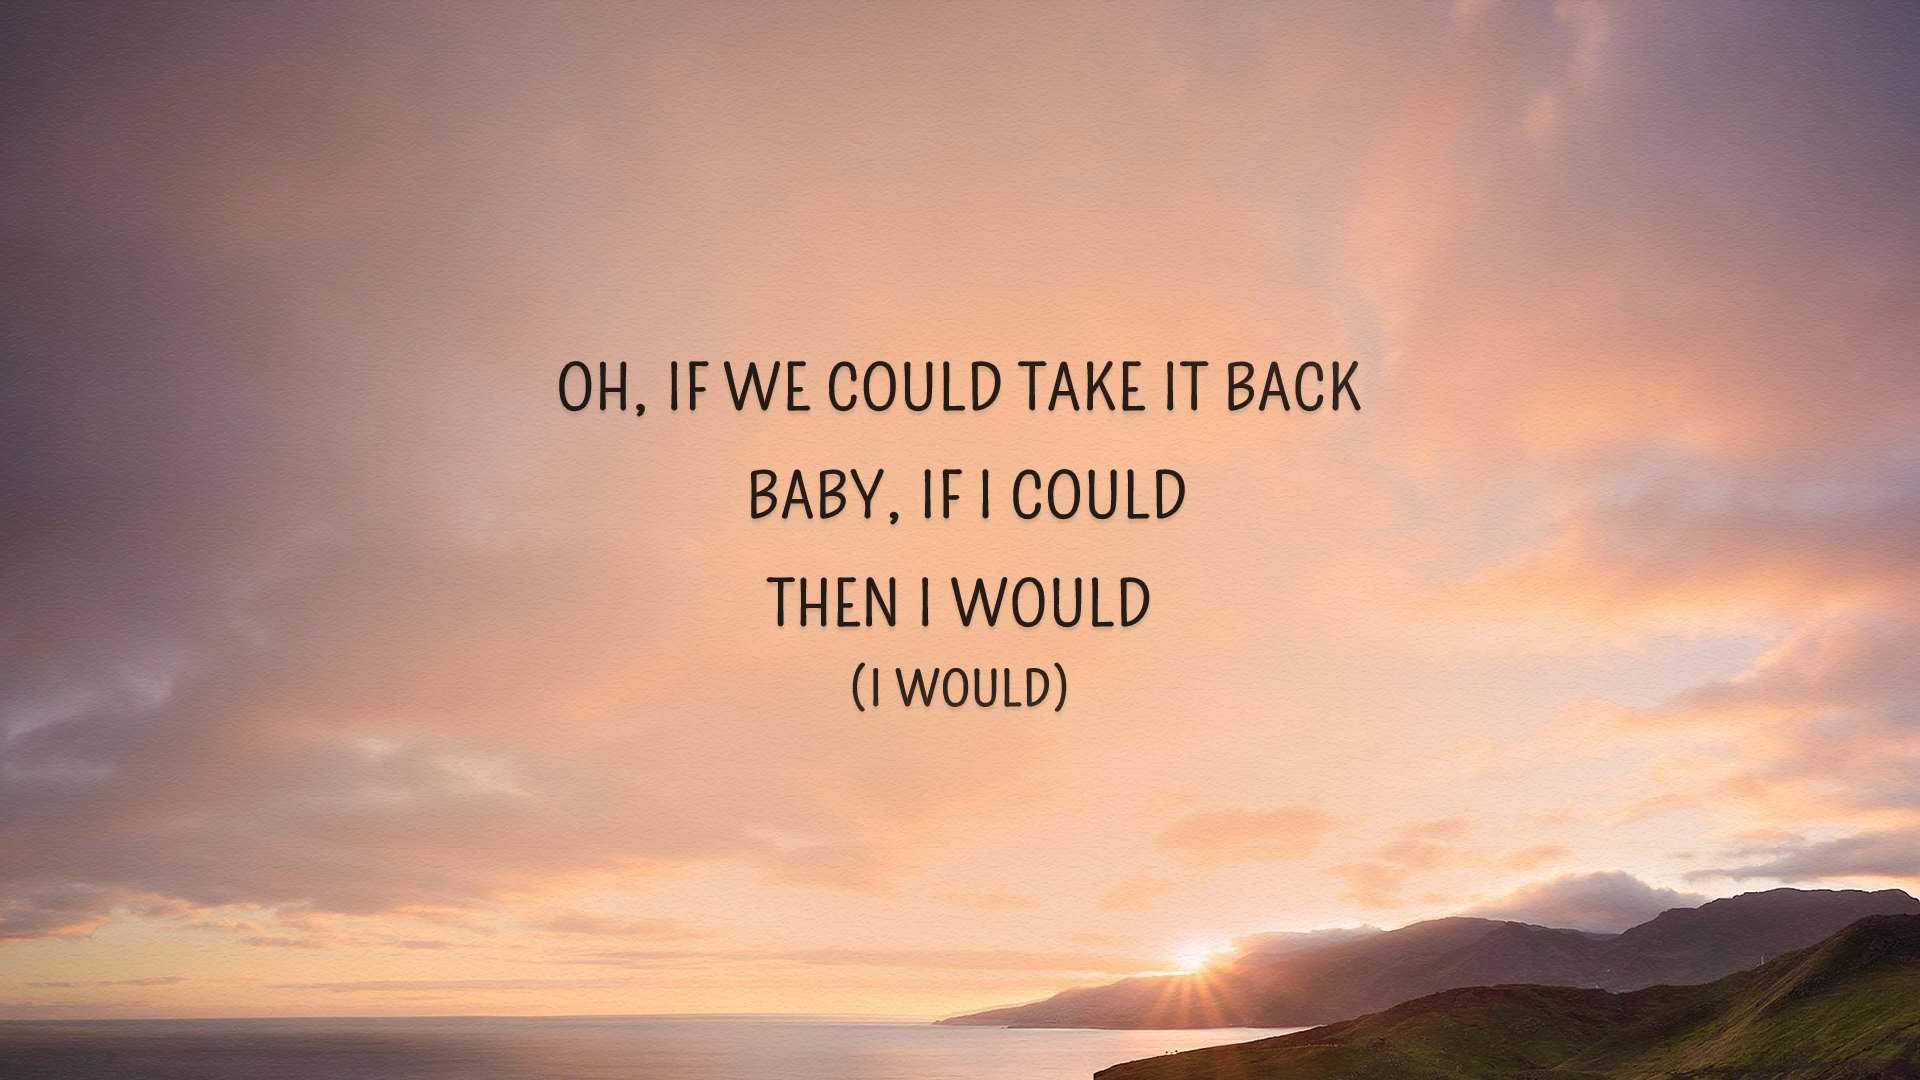 OH, IF WE COULD TAKE IT BACK
BABY, IF I COULD
THEN I WOULD
(I WOULD)